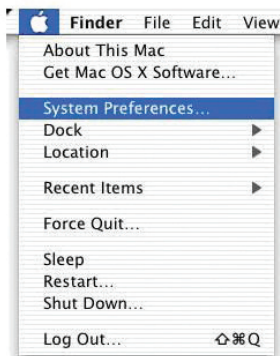 Finder File Edit View
About This Mac
Get Mac OS X Software...
System Preferences...
Dock
Location
Recent Items
Force Quit...
Sleep
Restart...
Shut Down...
Log Out... ⇧⌘Q